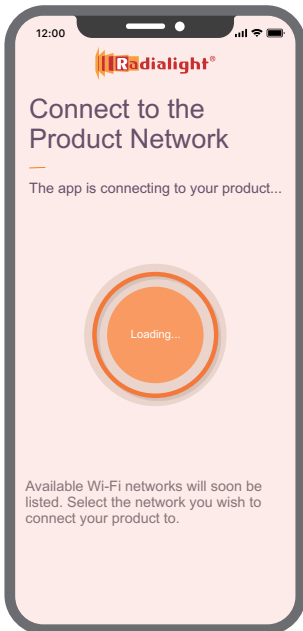 12:00
Radialight®
Connect to the
Product Network
The app is connecting to your product...
Loading...
Available Wi-Fi networks will soon be
listed. Select the network you wish to
connect your product to.